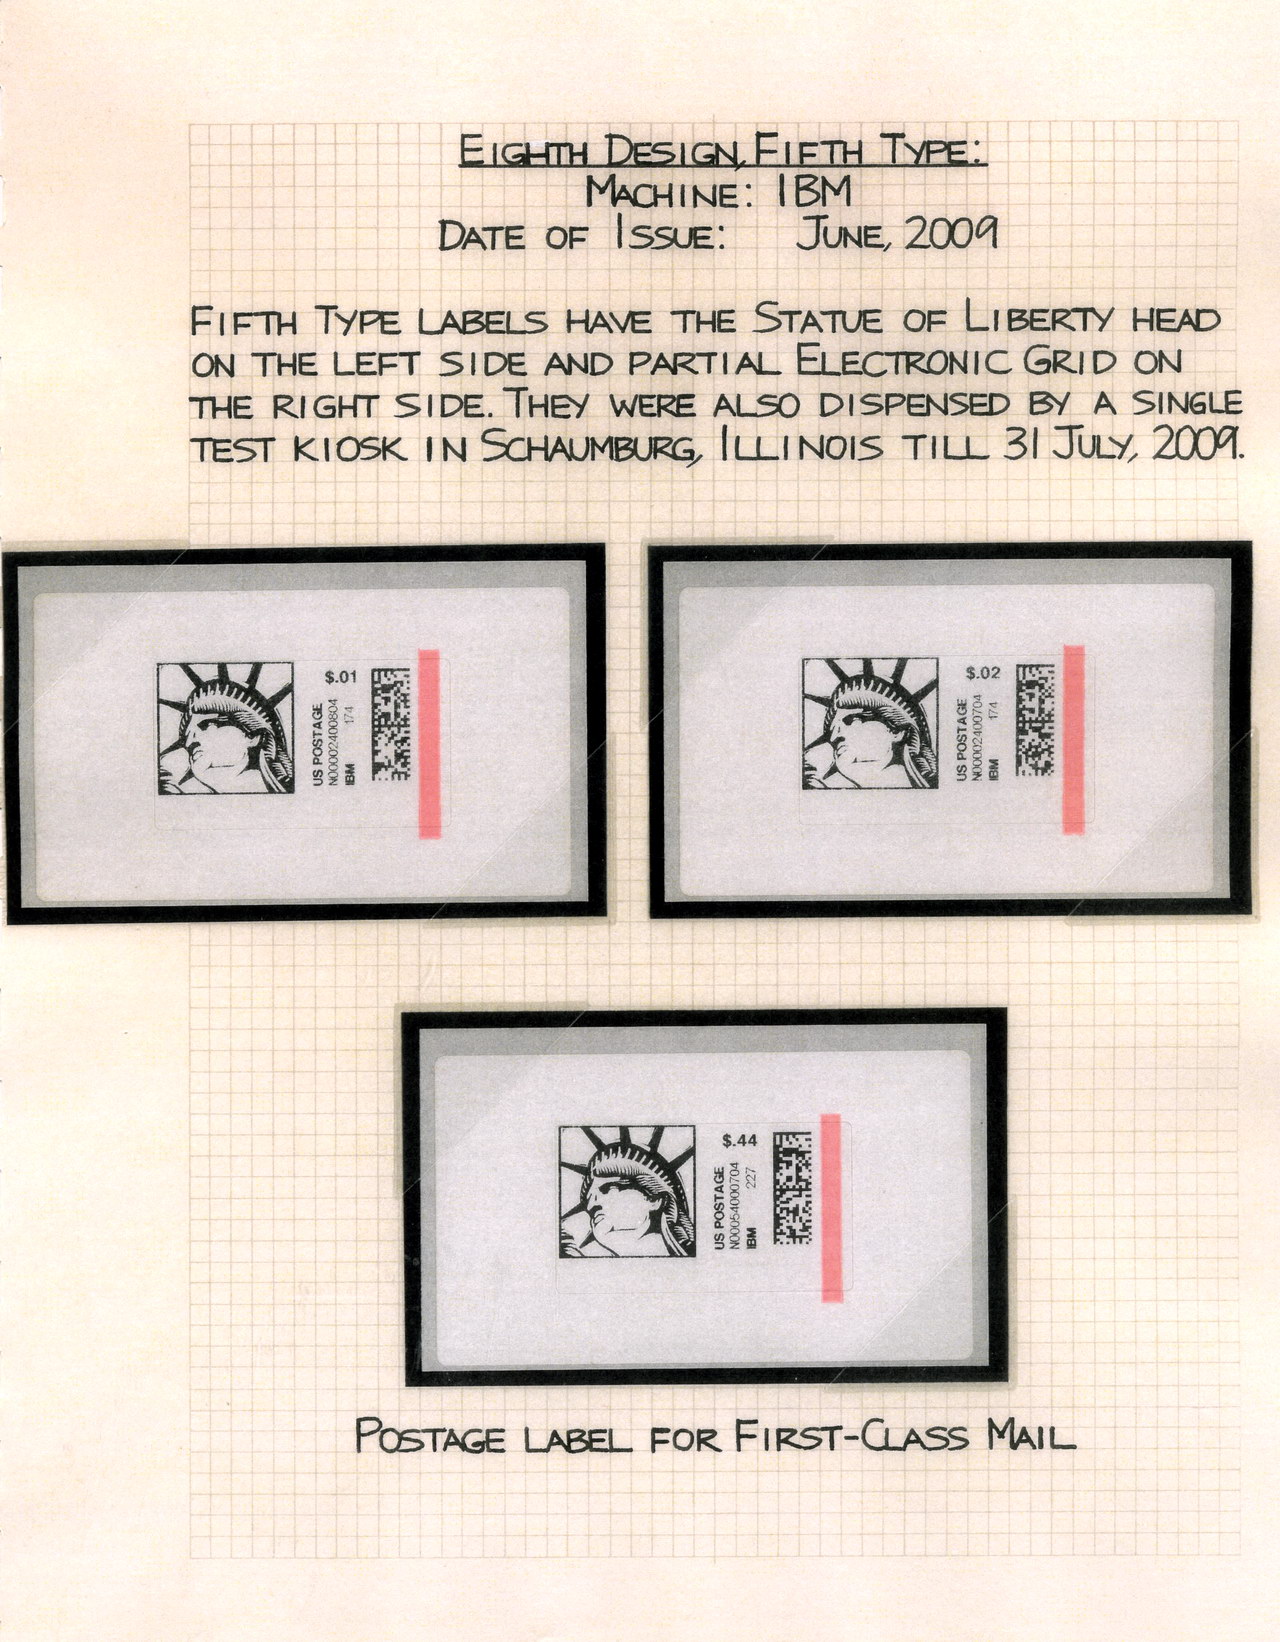 EIGHTH DESIGN, FIFTH TYPE:
MACHINE: IBM
DATE OF ISSUE: JUNE, 2009
FIFTH TYPE LABELS HAVE THE STATUE OF LIBERTY HEAD
ON THE LEFT SIDE AND PARTIAL ELECTRONIC GRID ON
THE RIGHT SIDE. THEY WERE ALSO DISPENSED BY A SINGLE
TEST KIOSK IN SCHAUMBURG, ILLINOIS TILL 31 JULY, 2009.
$.01
US POSTAGE
N00002400804
IBM 174
$.02
US POSTAGE
N00002400704
IBM 174
$.44
US POSTAGE
N00054000704
IBM 227
POSTAGE LABEL FOR FIRST-CLASS MAIL